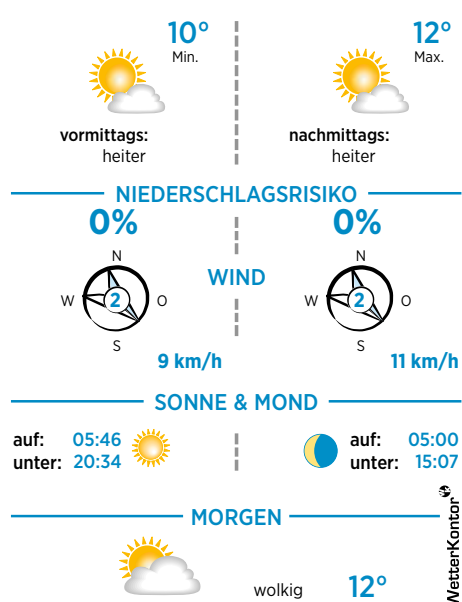 10° 12°
Min. Max.
vormittags: nachmittags:
heiter heiter
NIEDERSCHLAGSRISIKO
0% 0%
N N
WIND
W 2 O W 2 O
S S
9 km/h 11 km/h
SONNE & MOND
auf: 05:46 auf: 05:00
unter: 20:34 unter: 15:07
MORGEN
wolkig 12°
WetterKontor